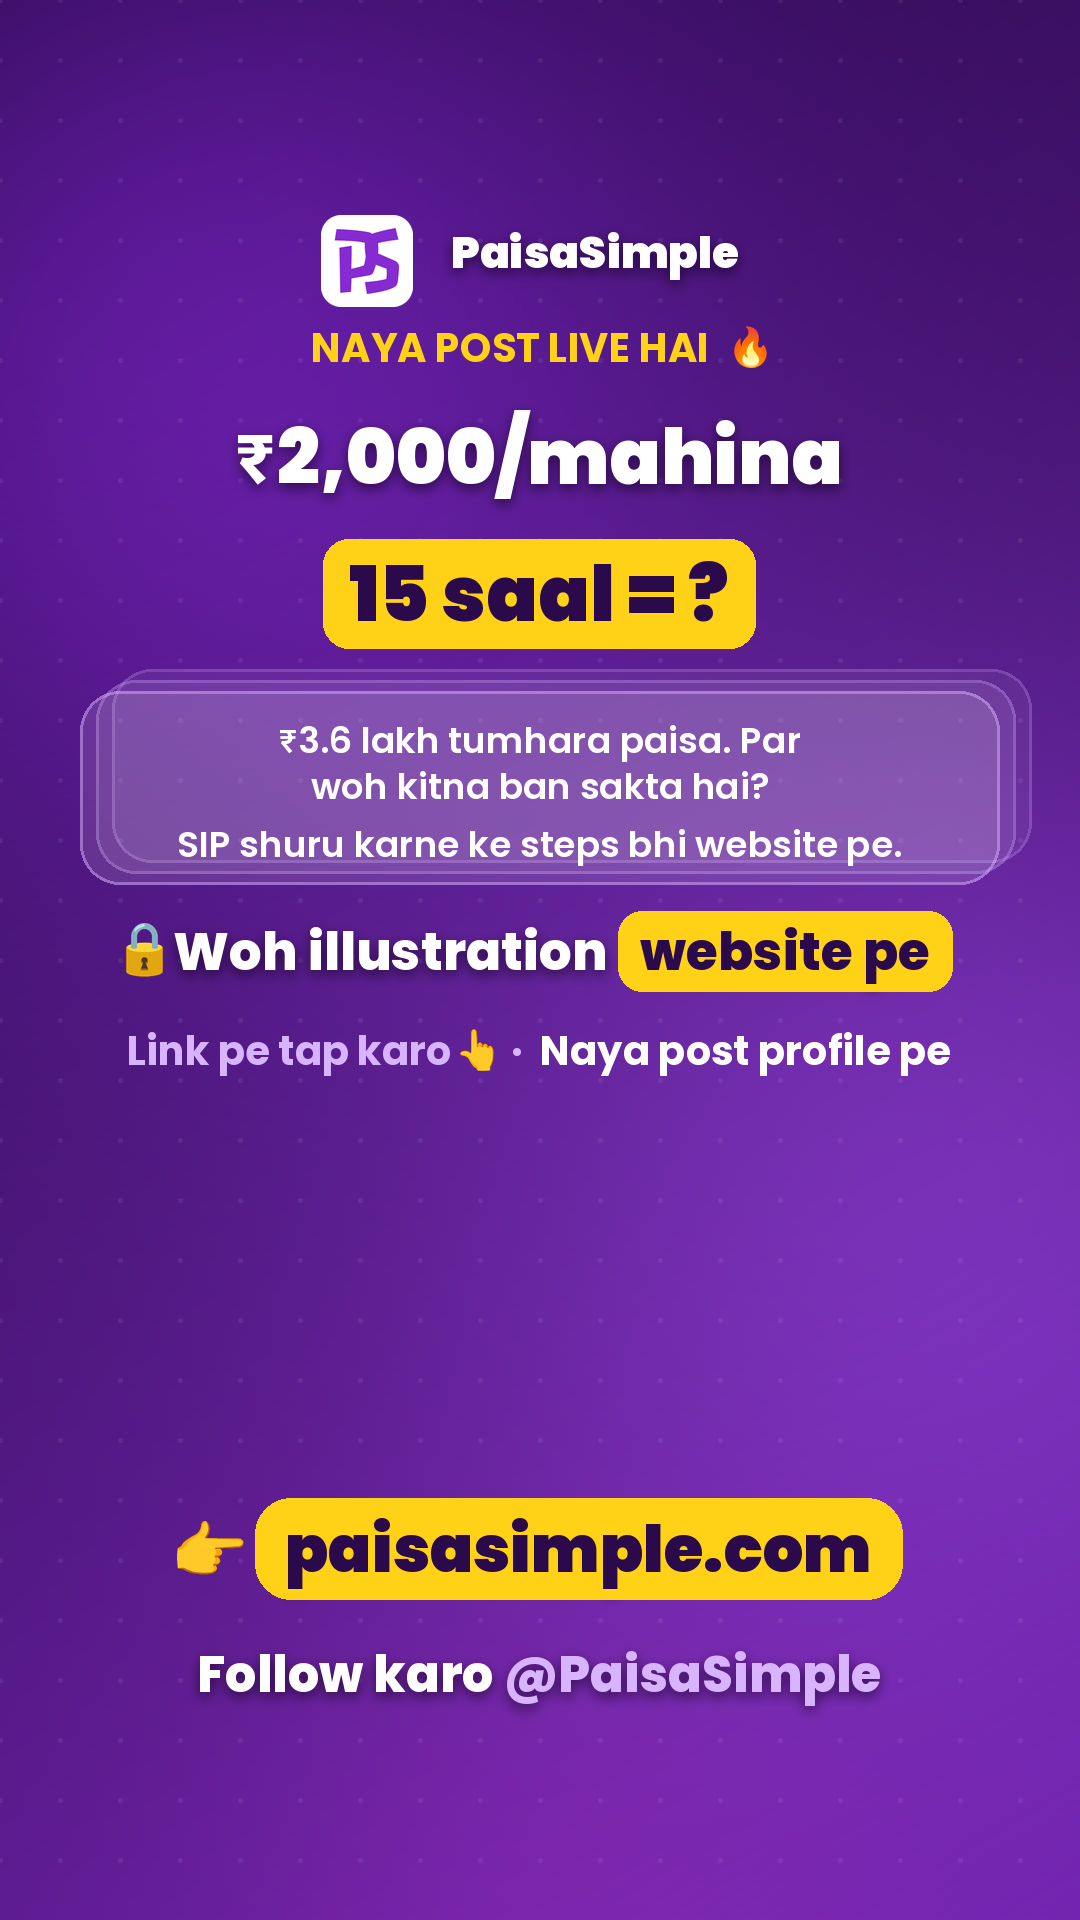 PS PaisaSimple
NAYA POST LIVE HAI 🔥
₹2,000/mahina
15 saal = ?
₹3.6 lakh tumhara paisa. Par
woh kitna ban sakta hai?
SIP shuru karne ke steps bhi website pe.
🔒Woh illustration website pe
Link pe tap karo👆 · Naya post profile pe
👉 paisasimple.com
Follow karo @PaisaSimple